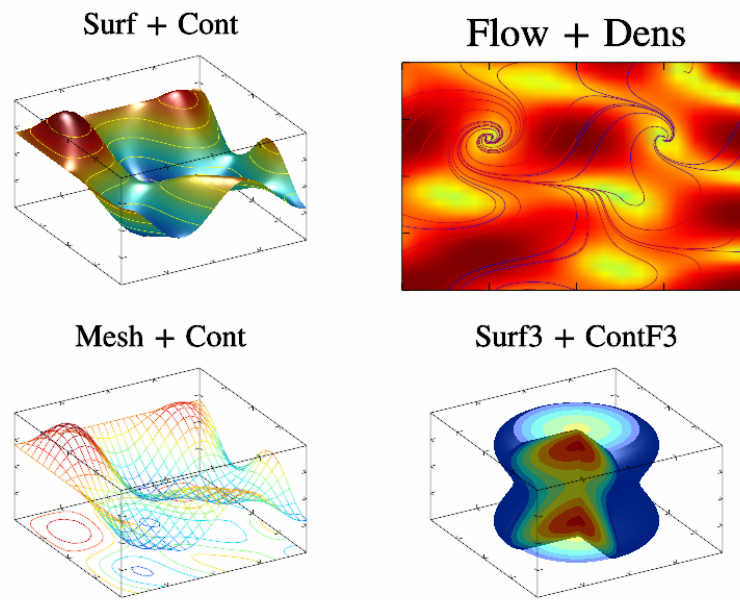 Surf + Cont
Flow + Dens
Mesh + Cont
Surf3 + ContF3